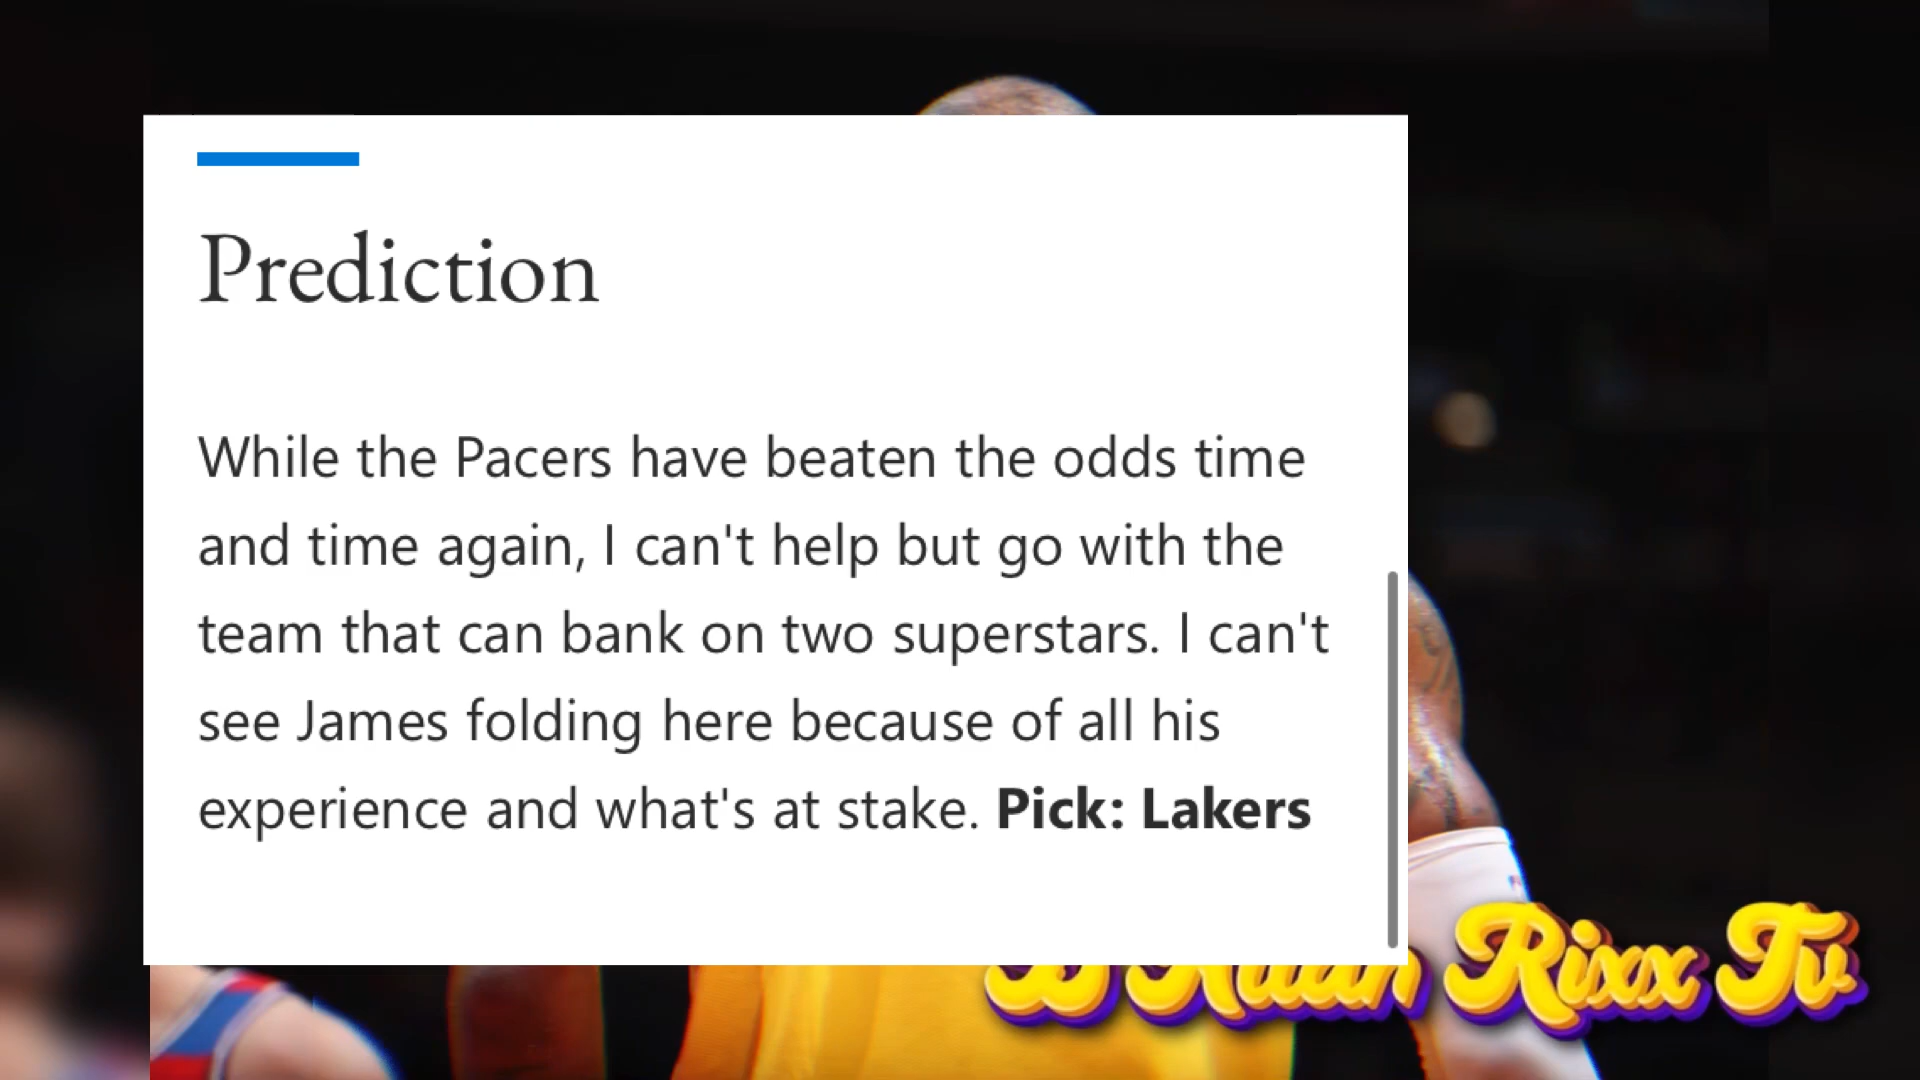 Prediction
While the Pacers have beaten the odds time
and time again, I can't help but go with the
team that can bank on two superstars. I can't
see James folding here because of all his
experience and what's at stake. Pick: Lakers
Rixx Tv